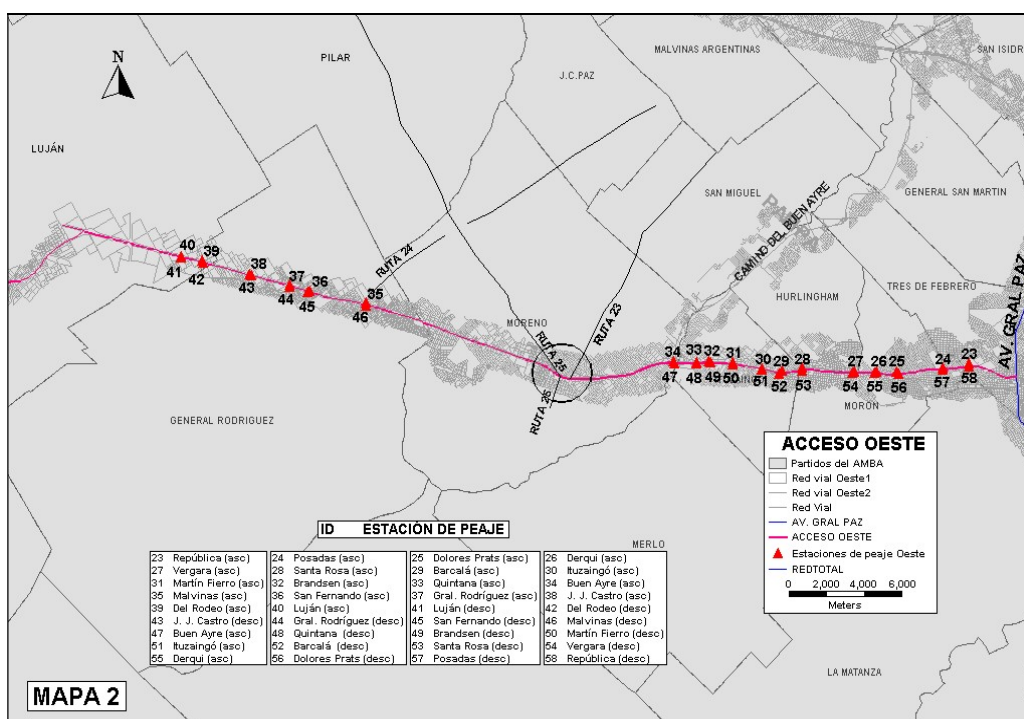 MALVINAS ARGENTINAS
SAN ISIDR
N
PILAR
J.C.PAZ
LUJÁN
SAN MIGUEL
GENERAL SAN MARTIN
CAMINO DEL BUEN AYRE
40
39
41
42
38
43
RUTA 24
37
36
44
45
35
46
HURLINGHAM
TRES DE FEBRERO
AV. GRAL PAZ
MORENO
RUTA 25
RUTA 23
RUTA 26
34
33
32
31
30
29
28
27
26
25
24
23
47
48
49
50
51
52
53
54
55
56
57
58
MORÓN
GENERAL RODRIGUEZ
ACCESO OESTE
Partidos del AMBA
Red vial Oeste1
Red vial Oeste2
Red Vial
AV. GRAL PAZ
ACCESO OESTE
Estaciones de peaje Oeste
REDTOTAL
0 2,000 4,000 6,000
Meters
MERLO
ID ESTACIÓN DE PEAJE
23 República (asc) 24 Posadas (asc) 25 Dolores Prats (asc) 26 Derqui (asc)
27 Vergara (asc) 28 Santa Rosa (asc) 29 Barcalá (asc) 30 Ituzaingó (asc)
31 Martín Fierro (asc) 32 Brandsen (asc) 33 Quintana (asc) 34 Buen Ayre (asc)
35 Malvinas (asc) 36 San Fernando (asc) 37 Gral. Rodríguez (asc) 38 J. J. Castro (asc)
39 Del Rodeo (asc) 40 Luján (asc) 41 Luján (desc) 42 Del Rodeo (desc)
43 J. J. Castro (desc) 44 Gral. Rodríguez (desc) 45 San Fernando (desc) 46 Malvinas (desc)
47 Buen Ayre (asc) 48 Quintana (desc) 49 Brandsen (desc) 50 Martín Fierro (desc)
51 Ituzaingó (asc) 52 Barcalá (desc) 53 Santa Rosa (desc) 54 Vergara (desc)
55 Derqui (asc) 56 Dolores Prats (desc) 57 Posadas (desc) 58 República (desc)
LA MATANZA
MAPA 2